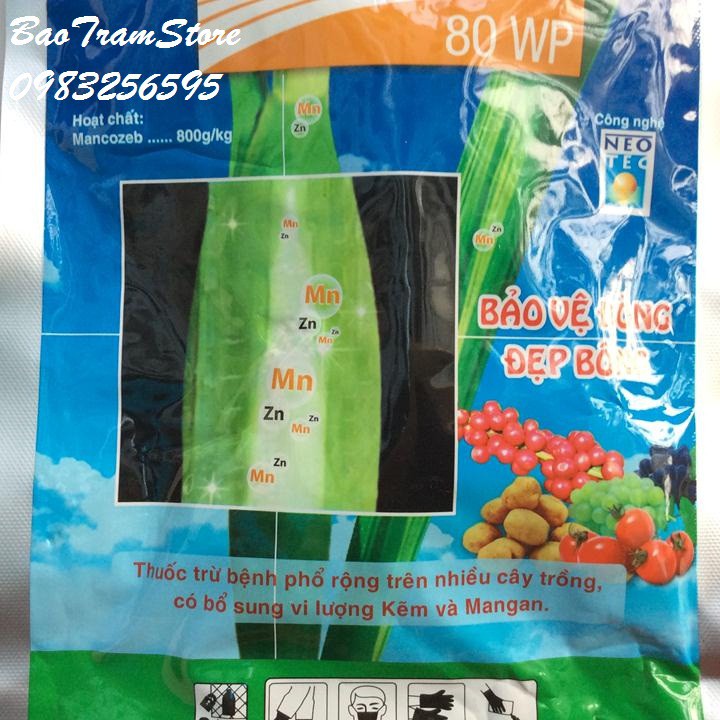 BaoTramStore
0983256595
80 WP
Hoạt chất:
Mancozeb ...... 800g/kg
Công nghệ
NEO
TEC
Mn
Zn
Mn
Zn
Mn
Zn
Mn
Zn
Zn
Mn
Mn
Zn
Zn
Mn
Zn
Mn
BẢO VỆ
ĐẸP
Thuốc trừ bệnh phổ rộng trên nhiều cây trồng,
có bổ sung vi lượng Kẽm và Mangan.